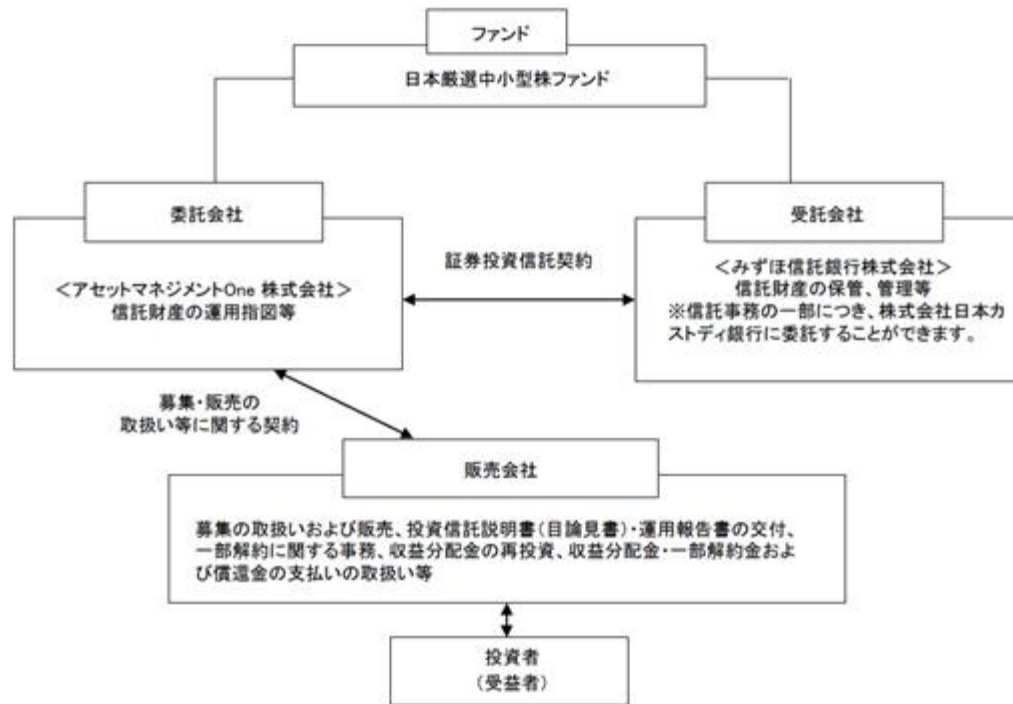 ファンド
日本厳選中小型株ファンド
委託会社
＜アセットマネジメントOne 株式会社＞
信託財産の運用指図等
証券投資信託契約
受託会社
＜みずほ信託銀行株式会社＞
信託財産の保管、管理等
※信託事務の一部につき、株式会社日本カ
ストディ銀行に委託することができます。
募集・販売の
取扱い等に関する契約
販売会社
募集の取扱いおよび販売、投資信託説明書(目論見書)・運用報告書の交付、
一部解約に関する事務、収益分配金の再投資、収益分配金・一部解約金およ
び償還金の支払いの取扱い等
投資者
（受益者）